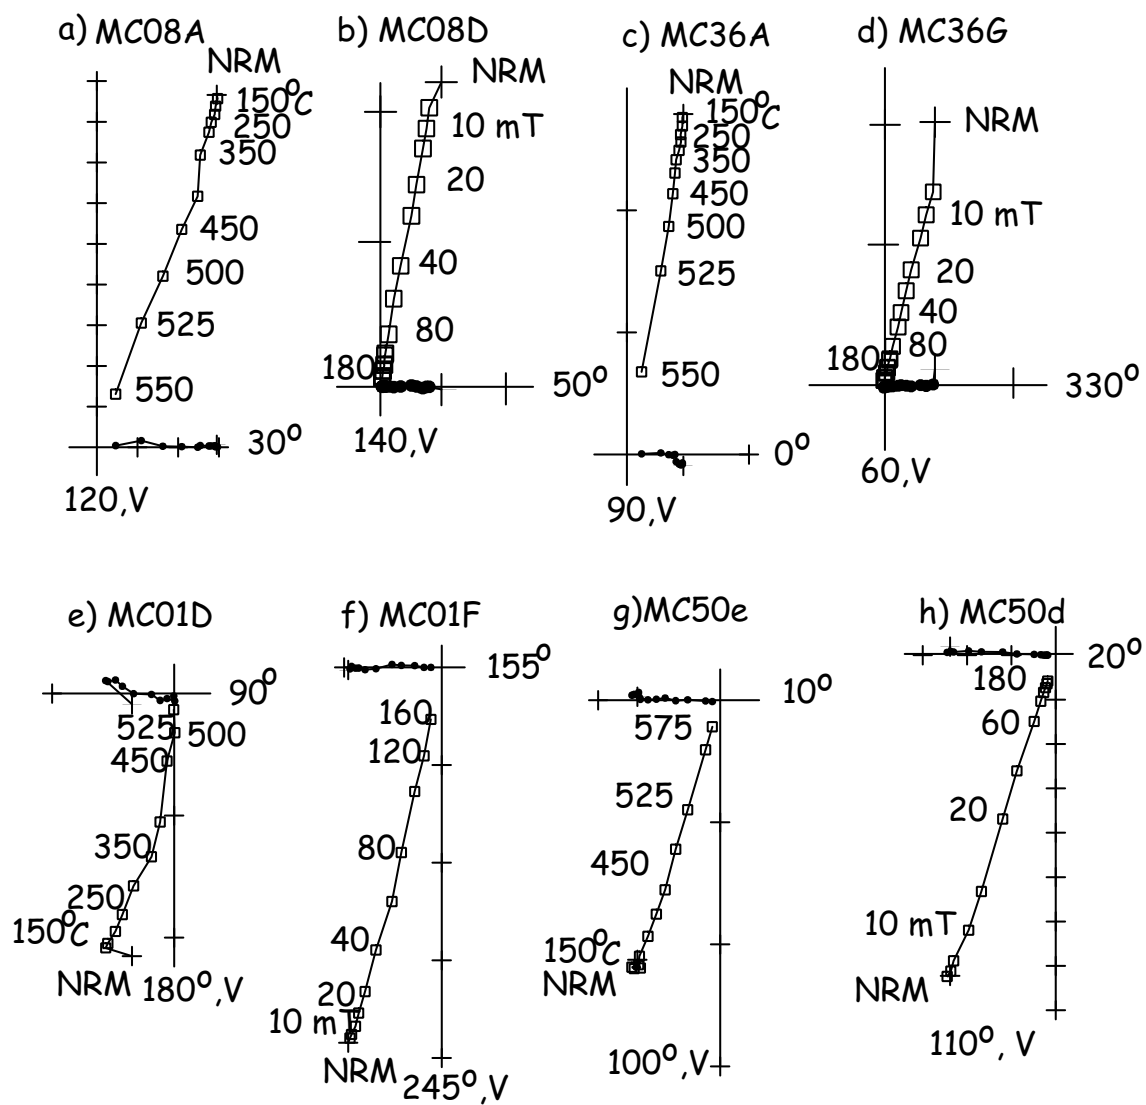 a) MC08A
NRM
150°C
250
350
450
500
525
550
30°
120,V
b) MC08D
NRM
10 mT
20
40
80
180
50°
140,V
c) MC36A
NRM
150°C
250
350
450
500
525
550
0°
90,V
d) MC36G
NRM
10 mT
20
40
80
180
330°
60,V
e) MC01D
90°
525
500
450
350
250
150°C
NRM
180°,V
f) MC01F
155°
160
120
80
40
20
10 mT
NRM
245°,V
g)MC50e
10°
575
525
450
150°C
NRM
100°,V
h) MC50d
20°
180
60
20
10 mT
NRM
110°, V